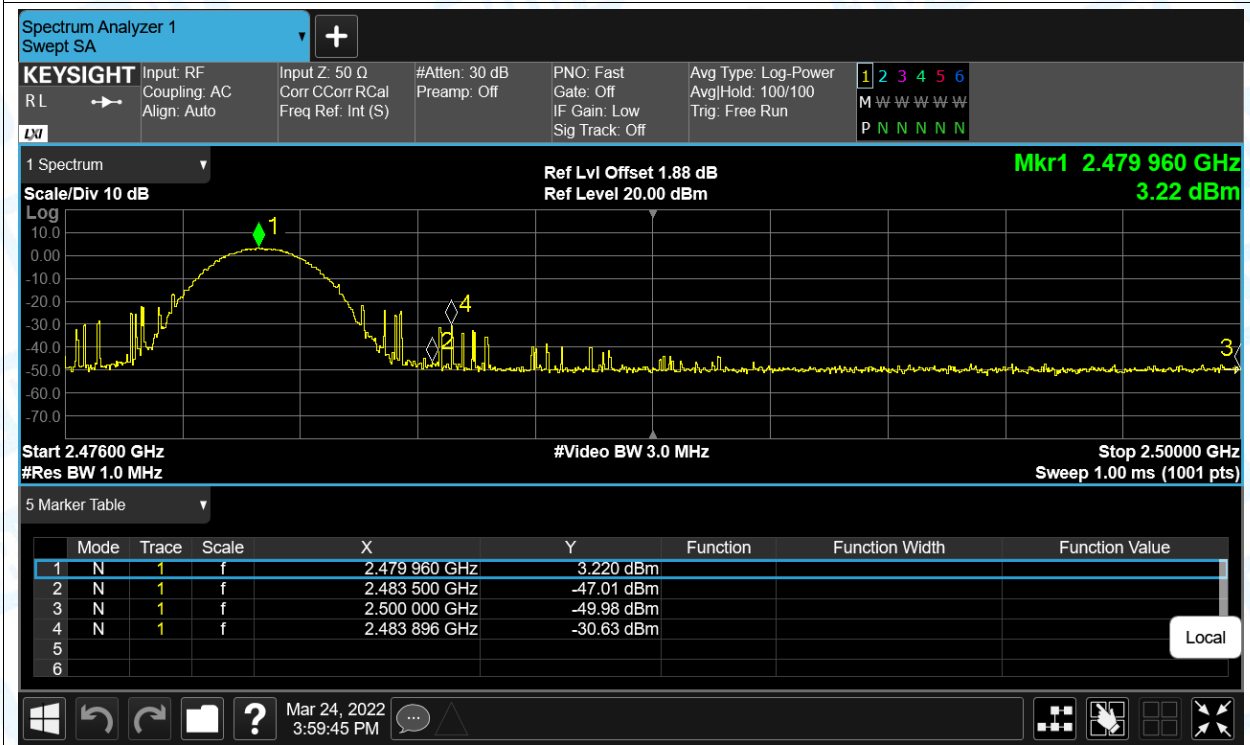 Spectrum Analyzer 1
Swept SA
KEYSIGHT
R L
LXI
Input: RF
Coupling: AC
Align: Auto
Input Z: 50 Ω
Corr CCorr RCal
Freq Ref: Int (S)
#Atten: 30 dB
Preamp: Off
PNO: Fast
Gate: Off
IF Gain: Low
Sig Track: Off
Avg Type: Log-Power
Avg|Hold: 100/100
Trig: Free Run
1 2 3 4 5 6
M W W W W W
P N N N N N
1 Spectrum
Scale/Div 10 dB
Ref Lvl Offset 1.88 dB
Ref Level 20.00 dBm
Mkr1 2.479 960 GHz
3.22 dBm
Log
10.0
0.00
-10.0
-20.0
-30.0
-40.0
-50.0
-60.0
-70.0
1
4
2
3
Start 2.47600 GHz
#Res BW 1.0 MHz
#Video BW 3.0 MHz
Stop 2.50000 GHz
Sweep 1.00 ms (1001 pts)
5 Marker Table
Mode Trace Scale X Y Function Function Width Function Value
1 N 1 f 2.479 960 GHz 3.220 dBm
2 N 1 f 2.483 500 GHz -47.01 dBm
3 N 1 f 2.500 000 GHz -49.98 dBm
4 N 1 f 2.483 896 GHz -30.63 dBm
5
6
Local
?
Mar 24, 2022
3:59:45 PM